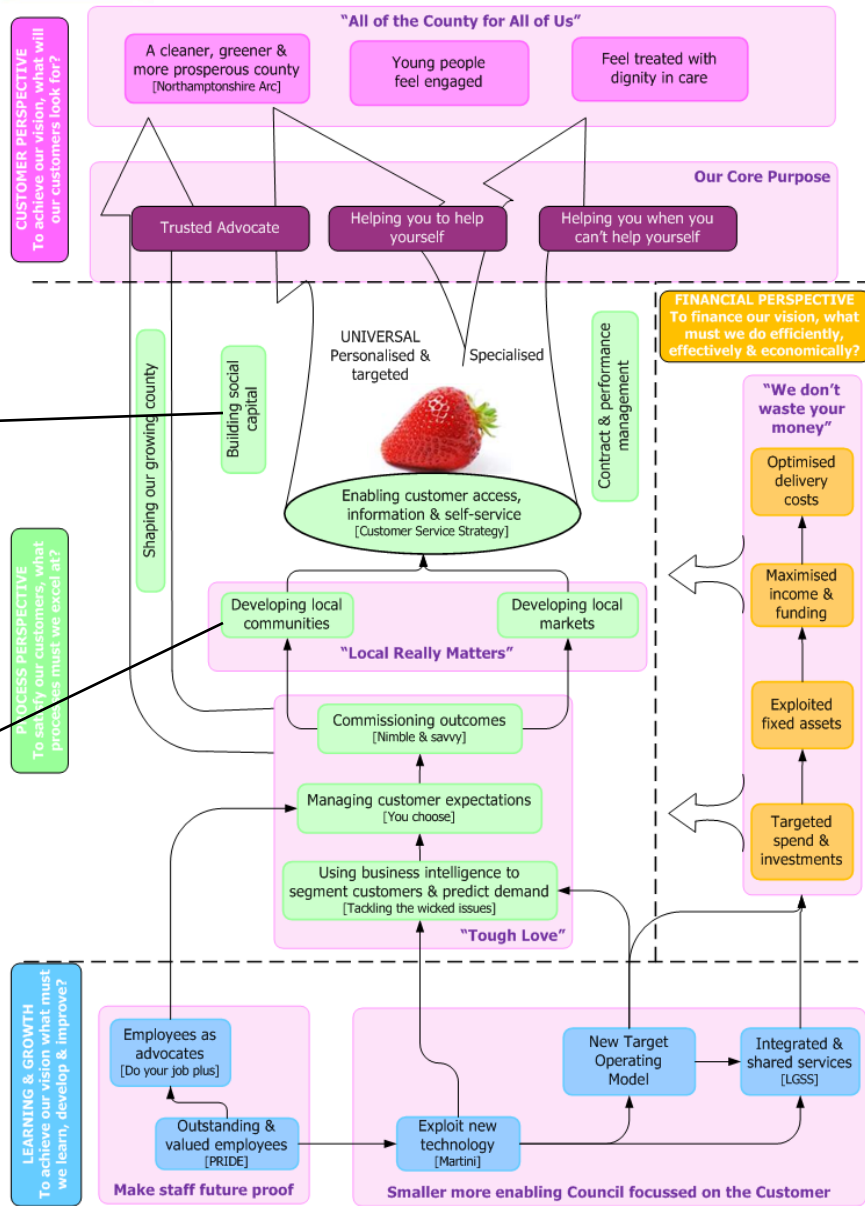 CUSTOMER PERSPECTIVE
To achieve our vision, what will
our customers look for?
"All of the County for All of Us"
A cleaner, greener &
more prosperous county
[Northamptonshire Arc]
Young people
feel engaged
Feel treated with
dignity in care
Our Core Purpose
Trusted Advocate
Helping you to help
yourself
Helping you when you
can't help yourself
FINANCIAL PERSPECTIVE
To finance our vision, what
must we do efficiently,
effectively & economically?
"We don't
waste your
money"
Optimised
delivery
costs
Maximised
income &
funding
Exploited
fixed assets
Targeted
spend &
investments
PROCESS PERSPECTIVE
To satisfy our customers, what
processes must we excel at?
Shaping our growing county
Building social
capital
UNIVERSAL
Personalised &
targeted
Specialised
Contract & performance
management
Enabling customer access,
information & self-service
[Customer Service Strategy]
Developing local
communities
Developing local
markets
"Local Really Matters"
Commissioning outcomes
[Nimble & savvy]
Managing customer expectations
[You choose]
Using business intelligence to
segment customers & predict demand
[Tackling the wicked issues]
"Tough Love"
LEARNING & GROWTH
To achieve our vision what must
we learn, develop & improve?
Employees as
advocates
[Do your job plus]
Outstanding &
valued employees
[PRIDE]
Make staff future proof
Exploit new
technology
[Martini]
New Target
Operating
Model
Integrated &
shared services
[LGSS]
Smaller more enabling Council focussed on the Customer